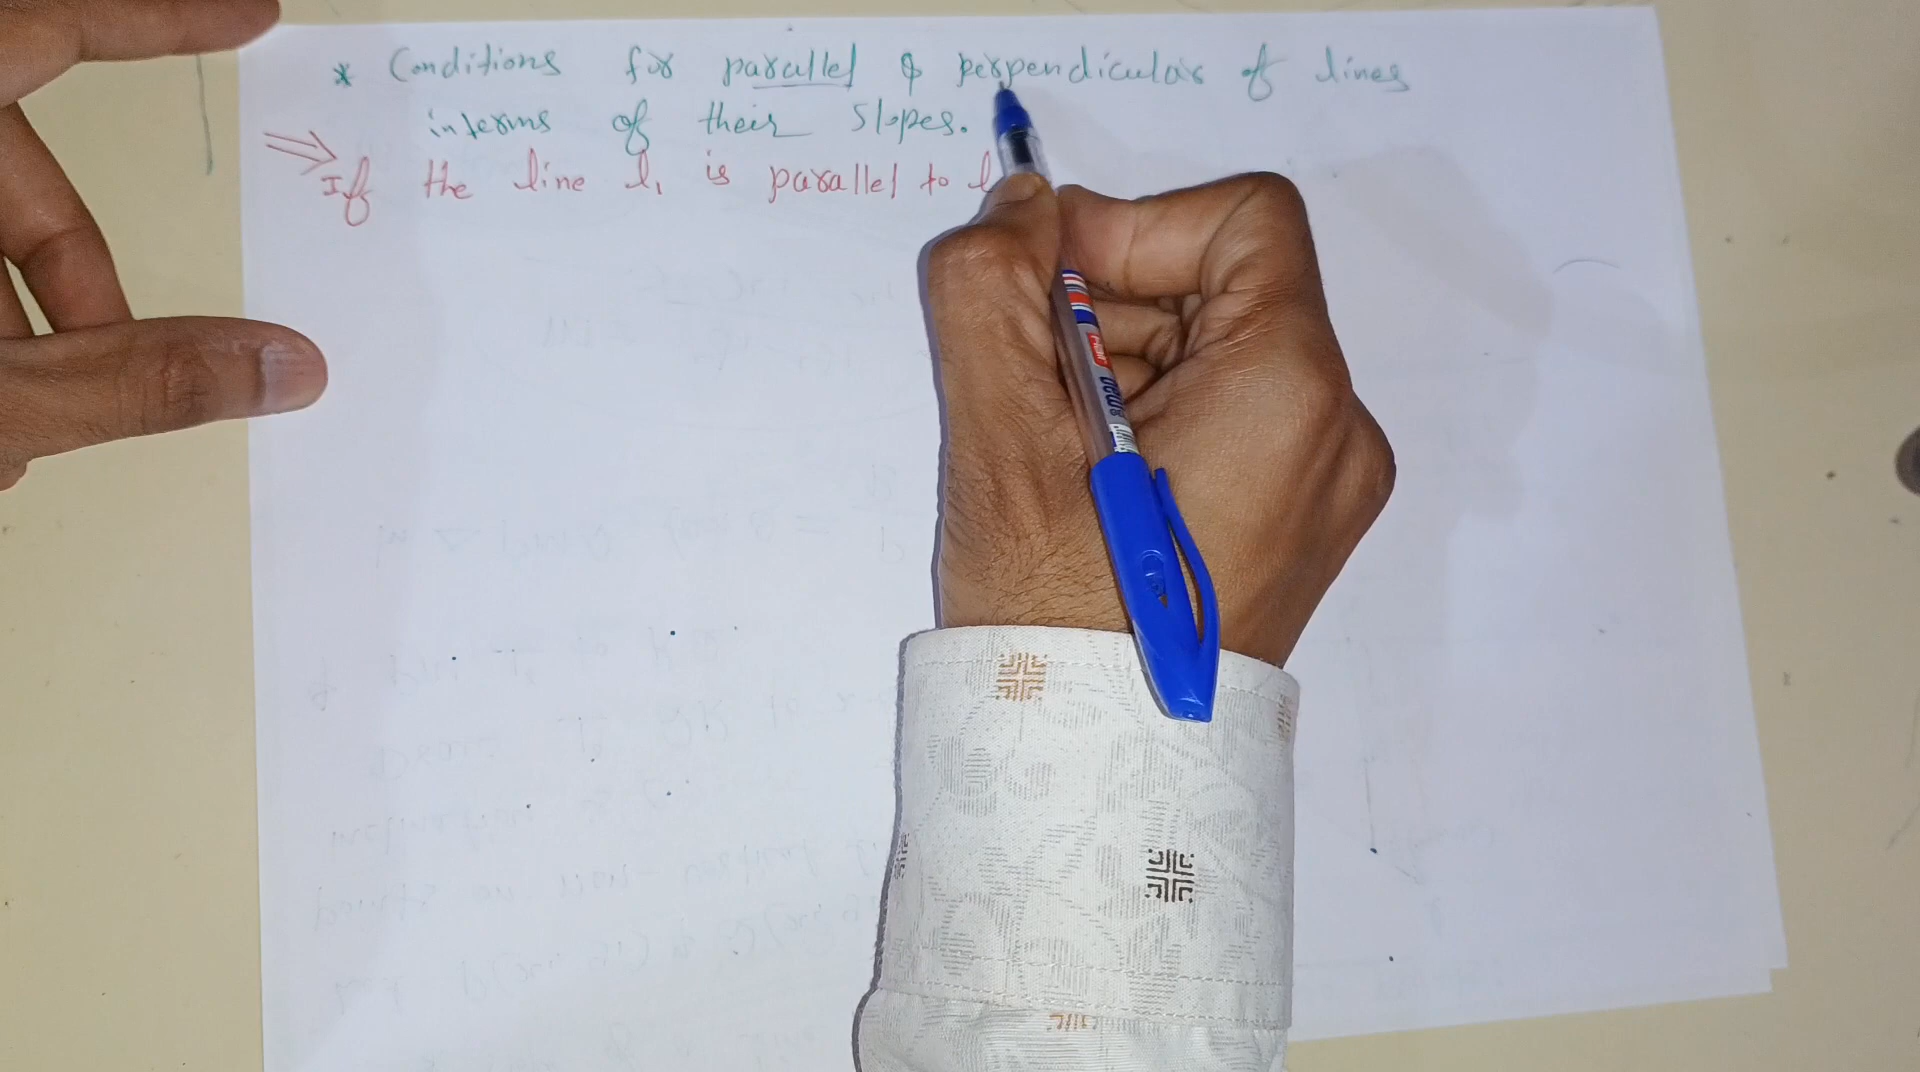 * Conditions for parallel & perpendicular of lines
interms of their Slopes.
⇒ If the line l₁ is parallel to l